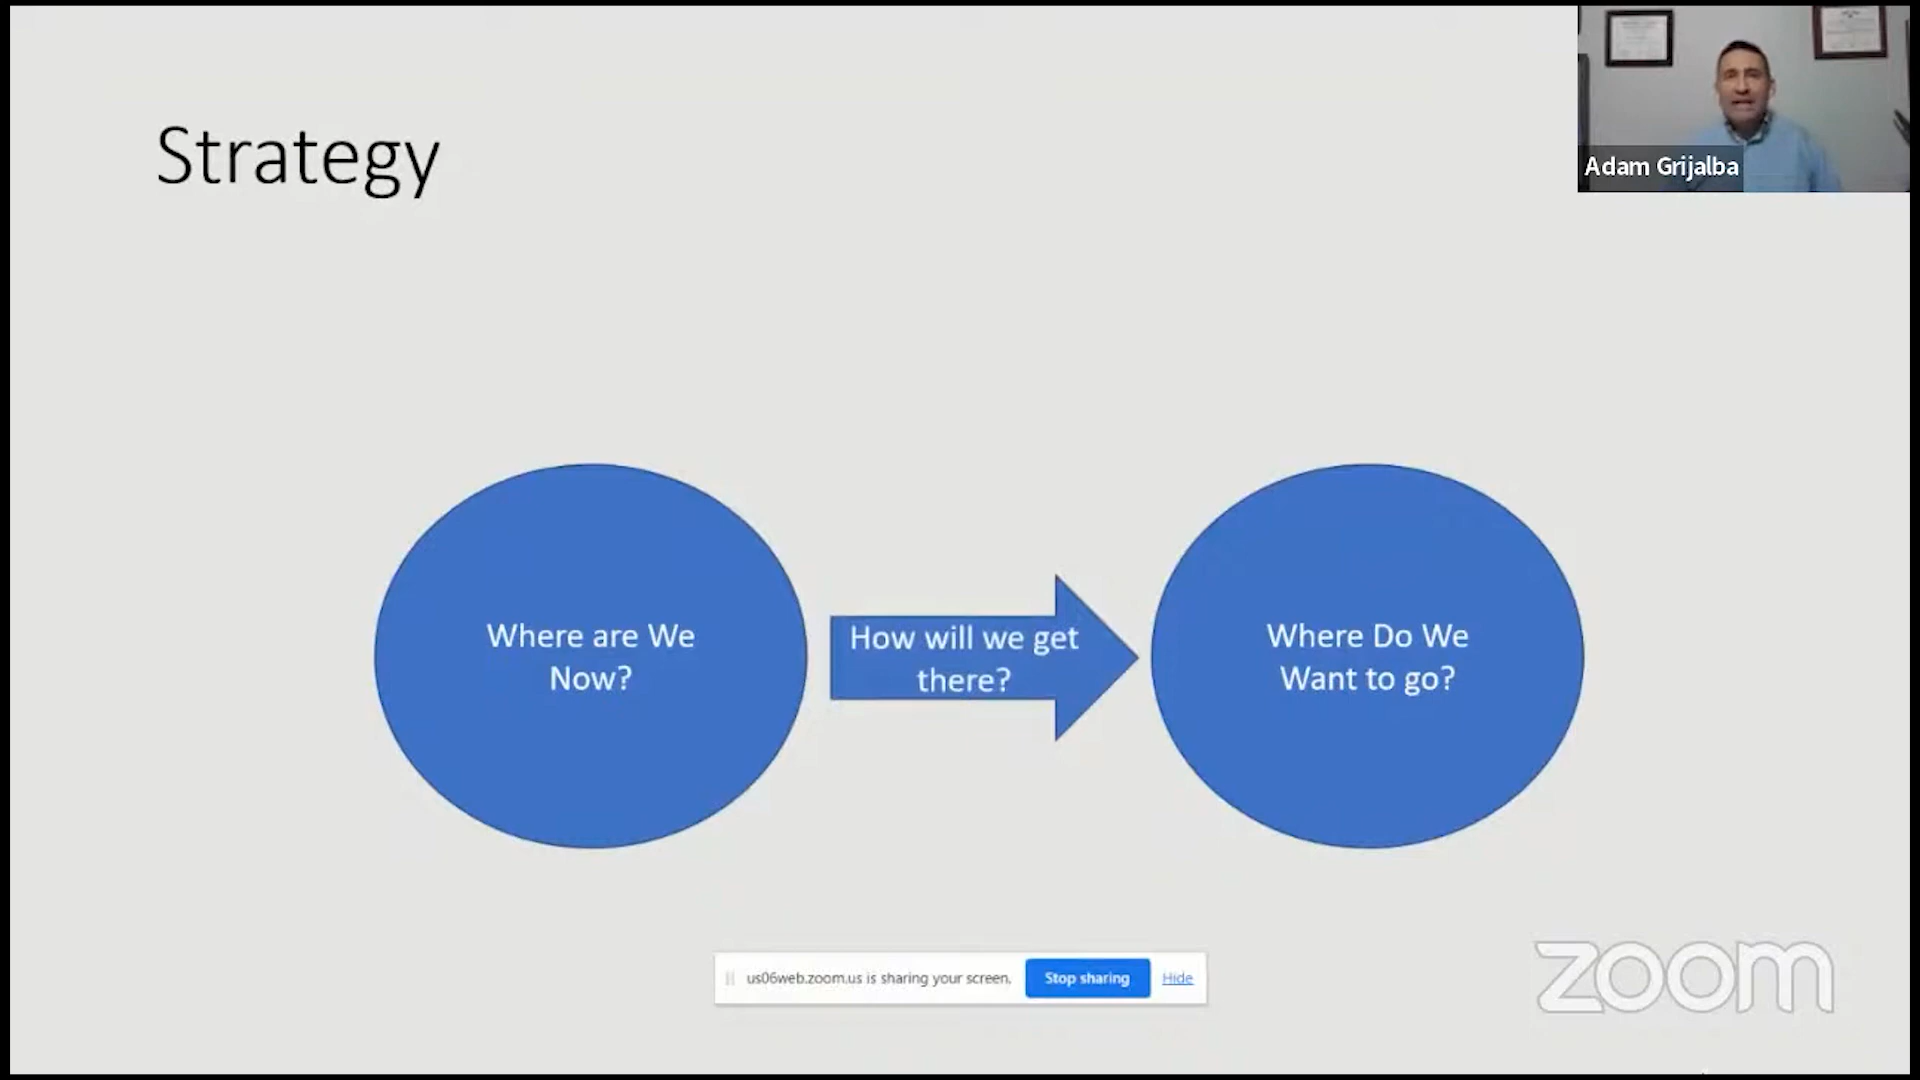 Strategy
Adam Grijalba
Where are We
Now?
How will we get
there?
Where Do We
Want to go?
us06web.zoom.us is sharing your screen.
Stop sharing
Hide
zoom